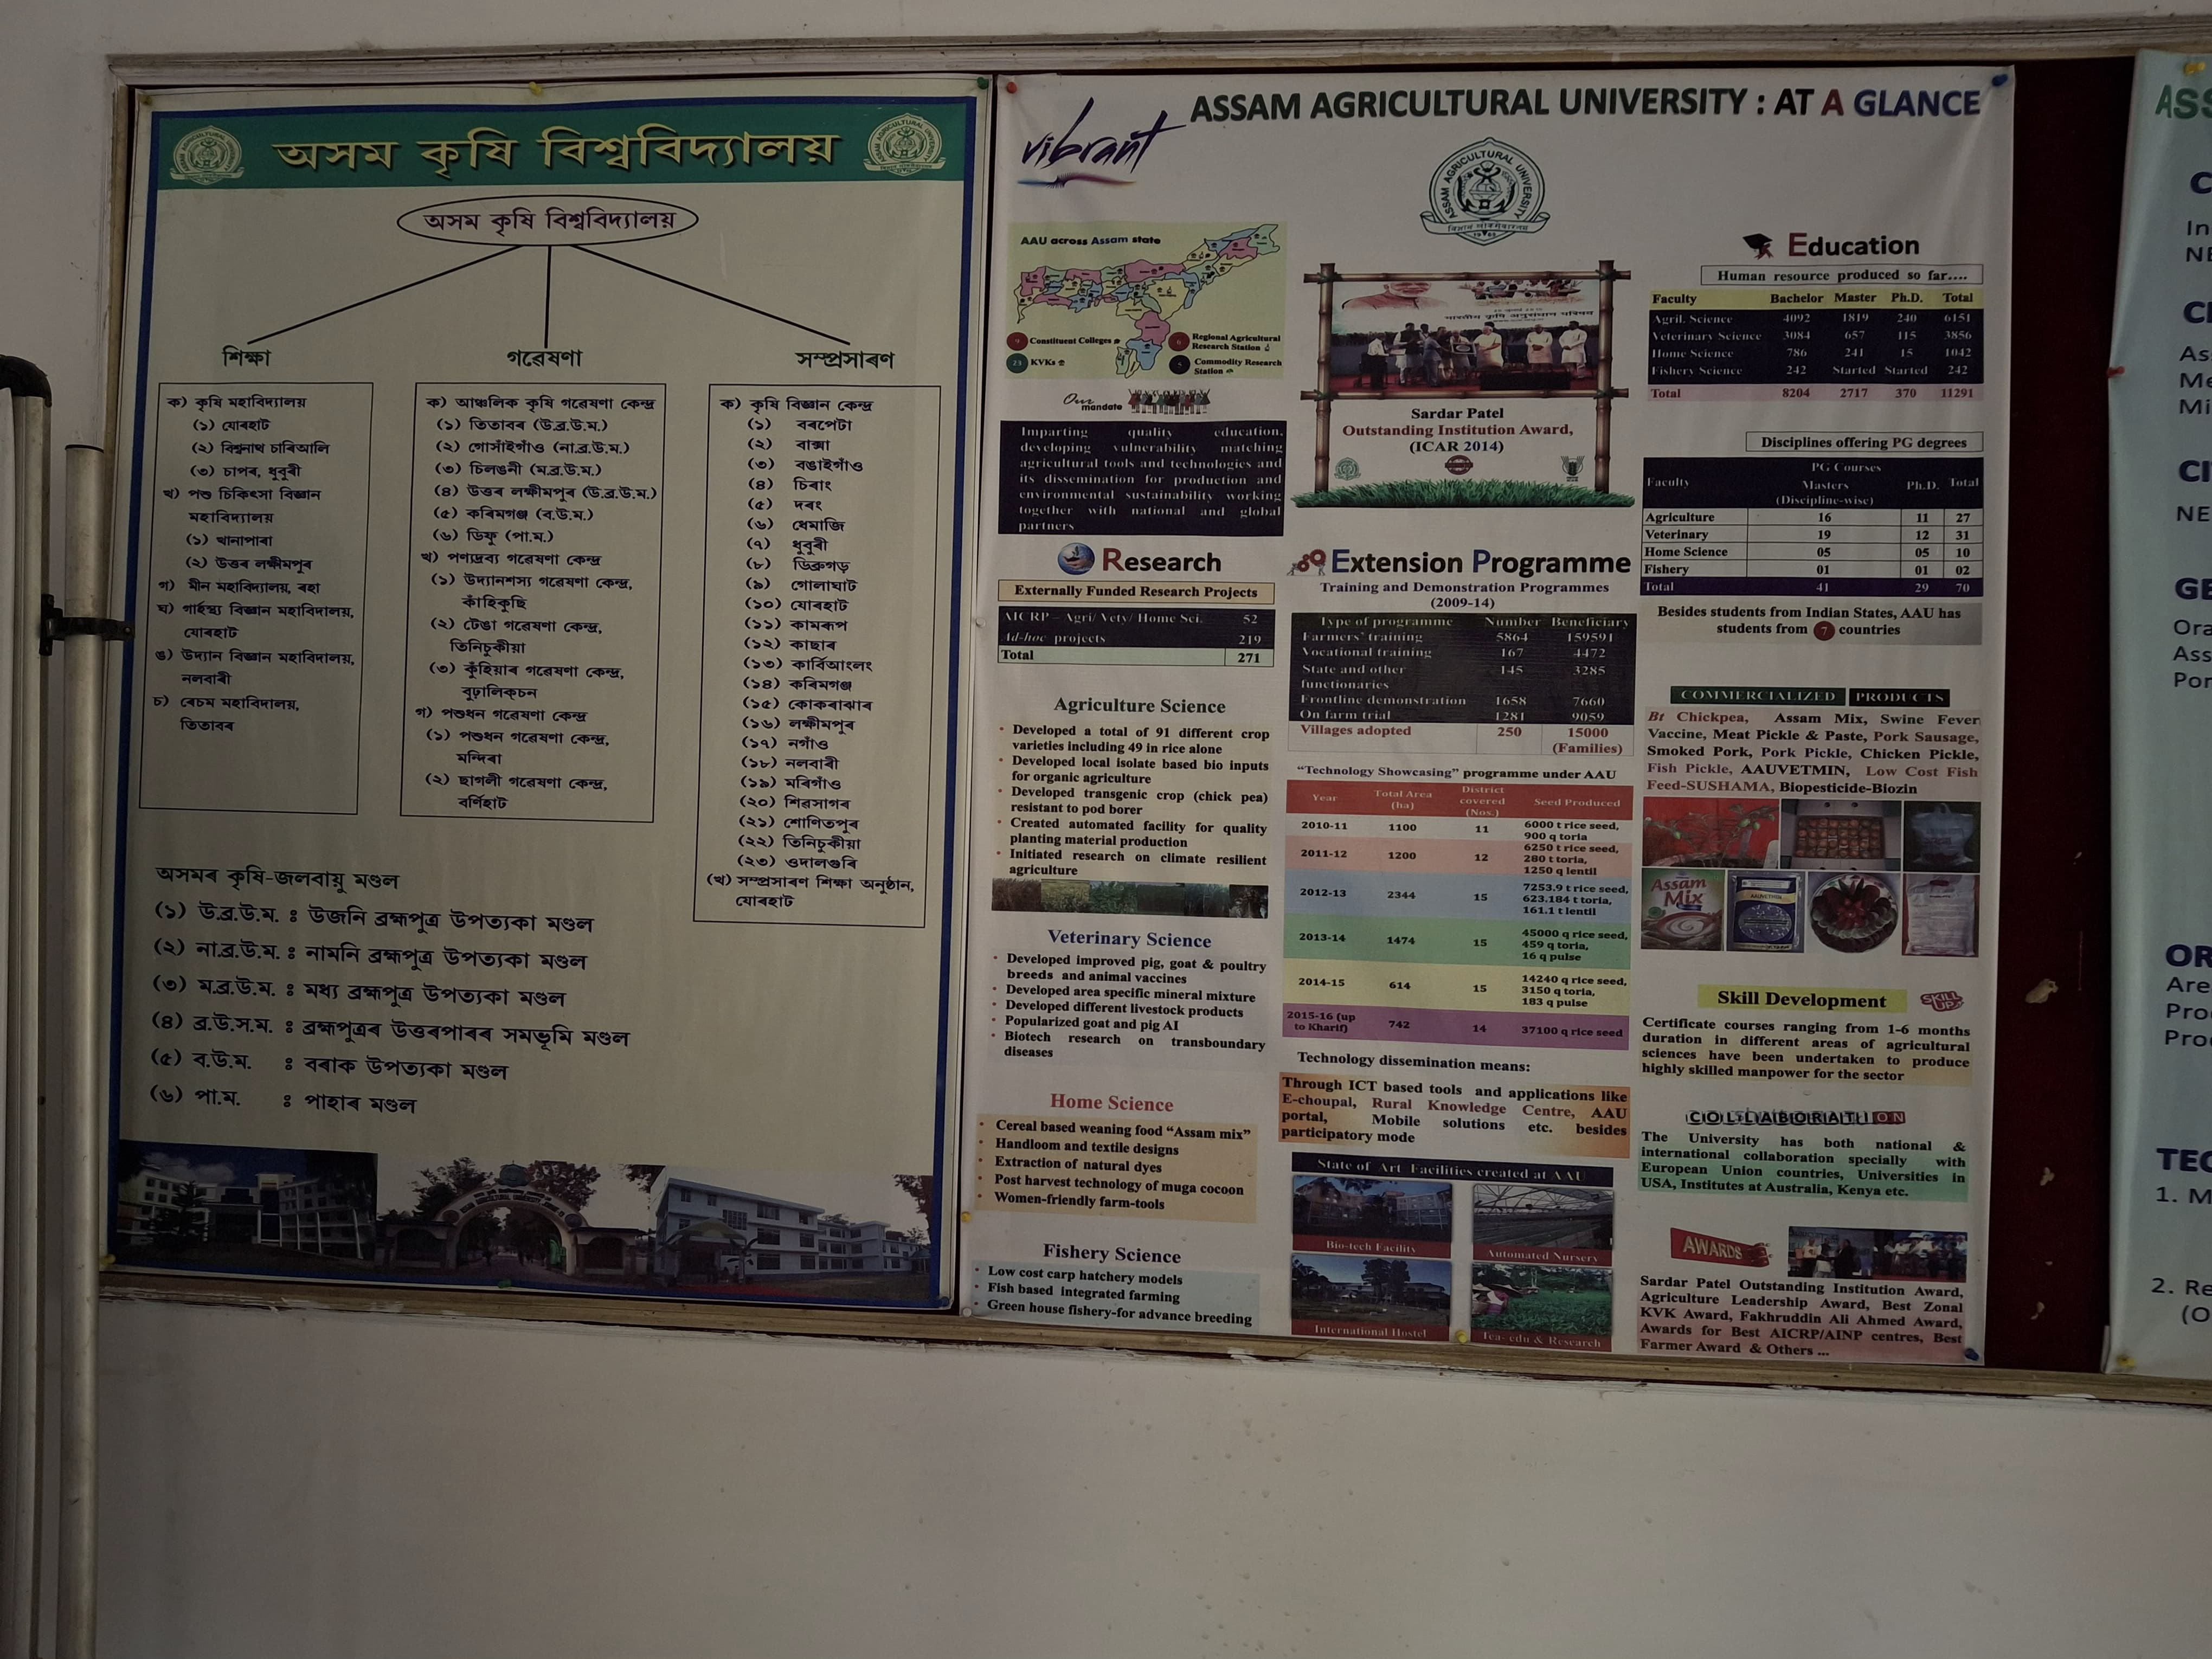 অসম কৃষি বিশ্ববিদ্যালয়
অসম কৃষি বিশ্ববিদ্যালয়
শিক্ষা
ক) কৃষি মহাবিদ্যালয়
(১) যোৰহাট
(২) বিশ্বনাথ চাৰিআলি
(৩) চাপৰ, ধুবুৰী
খ) পশু চিকিৎসা বিজ্ঞান
মহাবিদ্যালয়
(১) খানাপাৰা
(২) উত্তৰ লক্ষীমপুৰ
গ) মীন মহাবিদ্যালয়, ৰহা
ঘ) গাৰ্হস্থ্য বিজ্ঞান মহাবিদালয়,
যোৰহাট
ঙ) উদ্যান বিজ্ঞান মহাবিদালয়,
নলবাৰী
চ) ৰেচম মহাবিদালয়,
তিতাবৰ
গৱেষণা
ক) আঞ্চলিক কৃষি গৱেষণা কেন্দ্ৰ
(১) তিতাবৰ (উ.ব্ৰ.উ.ম.)
(২) গোসাঁইগাঁও (না.ব্ৰ.উ.ম.)
(৩) চিলঙনী (ম.ব্ৰ.উ.ম.)
(৪) উত্তৰ লক্ষীমপুৰ (উ.ব্ৰ.উ.ম.)
(৫) কৰিমগঞ্জ (ব.উ.ম.)
(৬) ডিফু (পা.ম.)
খ) পণ্যদ্ৰব্য গৱেষণা কেন্দ্ৰ
(১) উদ্যানশস্য গৱেষণা কেন্দ্ৰ,
কাঁহিকুছি
(২) টেঙা গৱেষণা কেন্দ্ৰ,
তিনিচুকীয়া
(৩) কুঁহিয়াৰ গৱেষণা কেন্দ্ৰ,
বুঢ়ালিকচন
গ) পশুধন গৱেষণা কেন্দ্ৰ
(১) পশুধন গৱেষণা কেন্দ্ৰ,
মন্দিৰা
(২) ছাগলী গৱেষণা কেন্দ্ৰ,
বৰ্ণিহাট
সম্প্ৰসাৰণ
ক) কৃষি বিজ্ঞান কেন্দ্ৰ
(১) বৰপেটা
(২) বাক্সা
(৩) বঙাইগাঁও
(৪) চিৰাং
(৫) দৰং
(৬) ধেমাজি
(৭) ধুবুৰী
(৮) ডিব্ৰুগড়
(৯) গোলাঘাট
(১০) যোৰহাট
(১১) কামৰূপ
(১২) কাছাৰ
(১৩) কাৰ্বিআংলং
(১৪) কৰিমগঞ্জ
(১৫) কোকৰাঝাৰ
(১৬) লক্ষীমপুৰ
(১৭) নগাঁও
(১৮) নলবাৰী
(১৯) মৰিগাঁও
(২০) শিৱসাগৰ
(২১) শোণিতপুৰ
(২২) তিনিচুকীয়া
(২৩) ওদালগুৰি
(খ) সম্প্ৰসাৰণ শিক্ষা অনুষ্ঠান,
যোৰহাট
অসমৰ কৃষি-জলবায়ু মণ্ডল
(১) উ.ব্ৰ.উ.ম. ঃ উজনি ব্ৰহ্মপুত্ৰ উপত্যকা মণ্ডল
(২) না.ব্ৰ.উ.ম. ঃ নামনি ব্ৰহ্মপুত্ৰ উপত্যকা মণ্ডল
(৩) ম.ব্ৰ.উ.ম. ঃ মধ্য ব্ৰহ্মপুত্ৰ উপত্যকা মণ্ডল
(৪) ব্ৰ.উ.স.ম. ঃ ব্ৰহ্মপুত্ৰৰ উত্তৰপাৰৰ সমভূমি মণ্ডল
(৫) ব.উ.ম. ঃ বৰাক উপত্যকা মণ্ডল
(৬) পা.ম. ঃ পাহাৰ মণ্ডল
vibrant
ASSAM AGRICULTURAL UNIVERSITY : AT A GLANCE
ASSAM AGRICULTURAL UNIVERSITY
AAU across Assam state
9 Constituent Colleges
6 Regional Agricultural
Research Station
23 KVKs
5 Commodity Research
Station
Our mandate
Imparting quality education,
developing vulnerability matching
agricultural tools and technologies and
its dissemination for production and
environmental sustainability working
together with national and global
partners
Research
Externally Funded Research Projects
AICRP – Agri/ Vety/ Home Sci. 52
Ad-hoc projects 219
Total 271
Agriculture Science
• Developed a total of 91 different crop
varieties including 49 in rice alone
• Developed local isolate based bio inputs
for organic agriculture
• Developed transgenic crop (chick pea)
resistant to pod borer
• Created automated facility for quality
planting material production
• Initiated research on climate resilient
agriculture
Veterinary Science
• Developed improved pig, goat & poultry
breeds and animal vaccines
• Developed area specific mineral mixture
• Developed different livestock products
• Popularized goat and pig AI
• Biotech research on transboundary
diseases
Home Science
• Cereal based weaning food “Assam mix”
• Handloom and textile designs
• Extraction of natural dyes
• Post harvest technology of muga cocoon
• Women-friendly farm-tools
Fishery Science
• Low cost carp hatchery models
• Fish based integrated farming
• Green house fishery-for advance breeding
भारतीय कृषि अनुसंधान परिषद
Sardar Patel
Outstanding Institution Award,
(ICAR 2014)
Extension Programme
Training and Demonstration Programmes
(2009-14)
Type of programme Number Beneficiary
Farmers’ training 5864 159591
Vocational training 167 4472
State and other 145 3285
functionaries
Frontline demonstration 1658 7660
On farm trial 1281 9059
Villages adopted 250 15000
(Families)
“Technology Showcasing” programme under AAU
Year Total Area (ha) District covered (Nos.) Seed Produced
2010-11 1100 11 6000 t rice seed,
900 q toria
2011-12 1200 12 6250 t rice seed,
280 t toria,
1250 q lentil
2012-13 2344 15 7253.9 t rice seed,
623.184 t toria,
161.1 t lentil
2013-14 1474 15 45000 q rice seed,
459 q toria,
16 q pulse
2014-15 614 15 14240 q rice seed,
3150 q toria,
183 q pulse
2015-16 (up to Kharif) 742 14 37100 q rice seed
Technology dissemination means:
Through ICT based tools and applications like
E-choupal, Rural Knowledge Centre, AAU
portal, Mobile solutions etc. besides
participatory mode
State of Art Facilities created at AAU
Bio-tech Facility
Automated Nursery
International Hostel
Tea- edu & Research
Education
Human resource produced so far....
Faculty Bachelor Master Ph.D. Total
Agril. Science 4092 1819 240 6151
Veterinary Science 3084 657 115 3856
Home Science 786 241 15 1042
Fishery Science 242 Started Started 242
Total 8204 2717 370 11291
Disciplines offering PG degrees
PG Courses
Faculty Masters (Discipline-wise) Ph.D. Total
Agriculture 16 11 27
Veterinary 19 12 31
Home Science 05 05 10
Fishery 01 01 02
Total 41 29 70
Besides students from Indian States, AAU has
students from 7 countries
COMMERCIALIZED PRODUCTS
Bt Chickpea, Assam Mix, Swine Fever
Vaccine, Meat Pickle & Paste, Pork Sausage,
Smoked Pork, Pork Pickle, Chicken Pickle,
Fish Pickle, AAUVETMIN, Low Cost Fish
Feed-SUSHAMA, Biopesticide-Biozin
Assam Mix
Skill Development
SKILL UP
Certificate courses ranging from 1-6 months
duration in different areas of agricultural
sciences have been undertaken to produce
highly skilled manpower for the sector
COLLABORATION
The University has both national &
international collaboration specially with
European Union countries, Universities in
USA, Institutes at Australia, Kenya etc.
AWARDS
Sardar Patel Outstanding Institution Award,
Agriculture Leadership Award, Best Zonal
KVK Award, Fakhruddin Ali Ahmed Award,
Awards for Best AICRP/AINP centres, Best
Farmer Award & Others ...
1. M
2. Re
(O